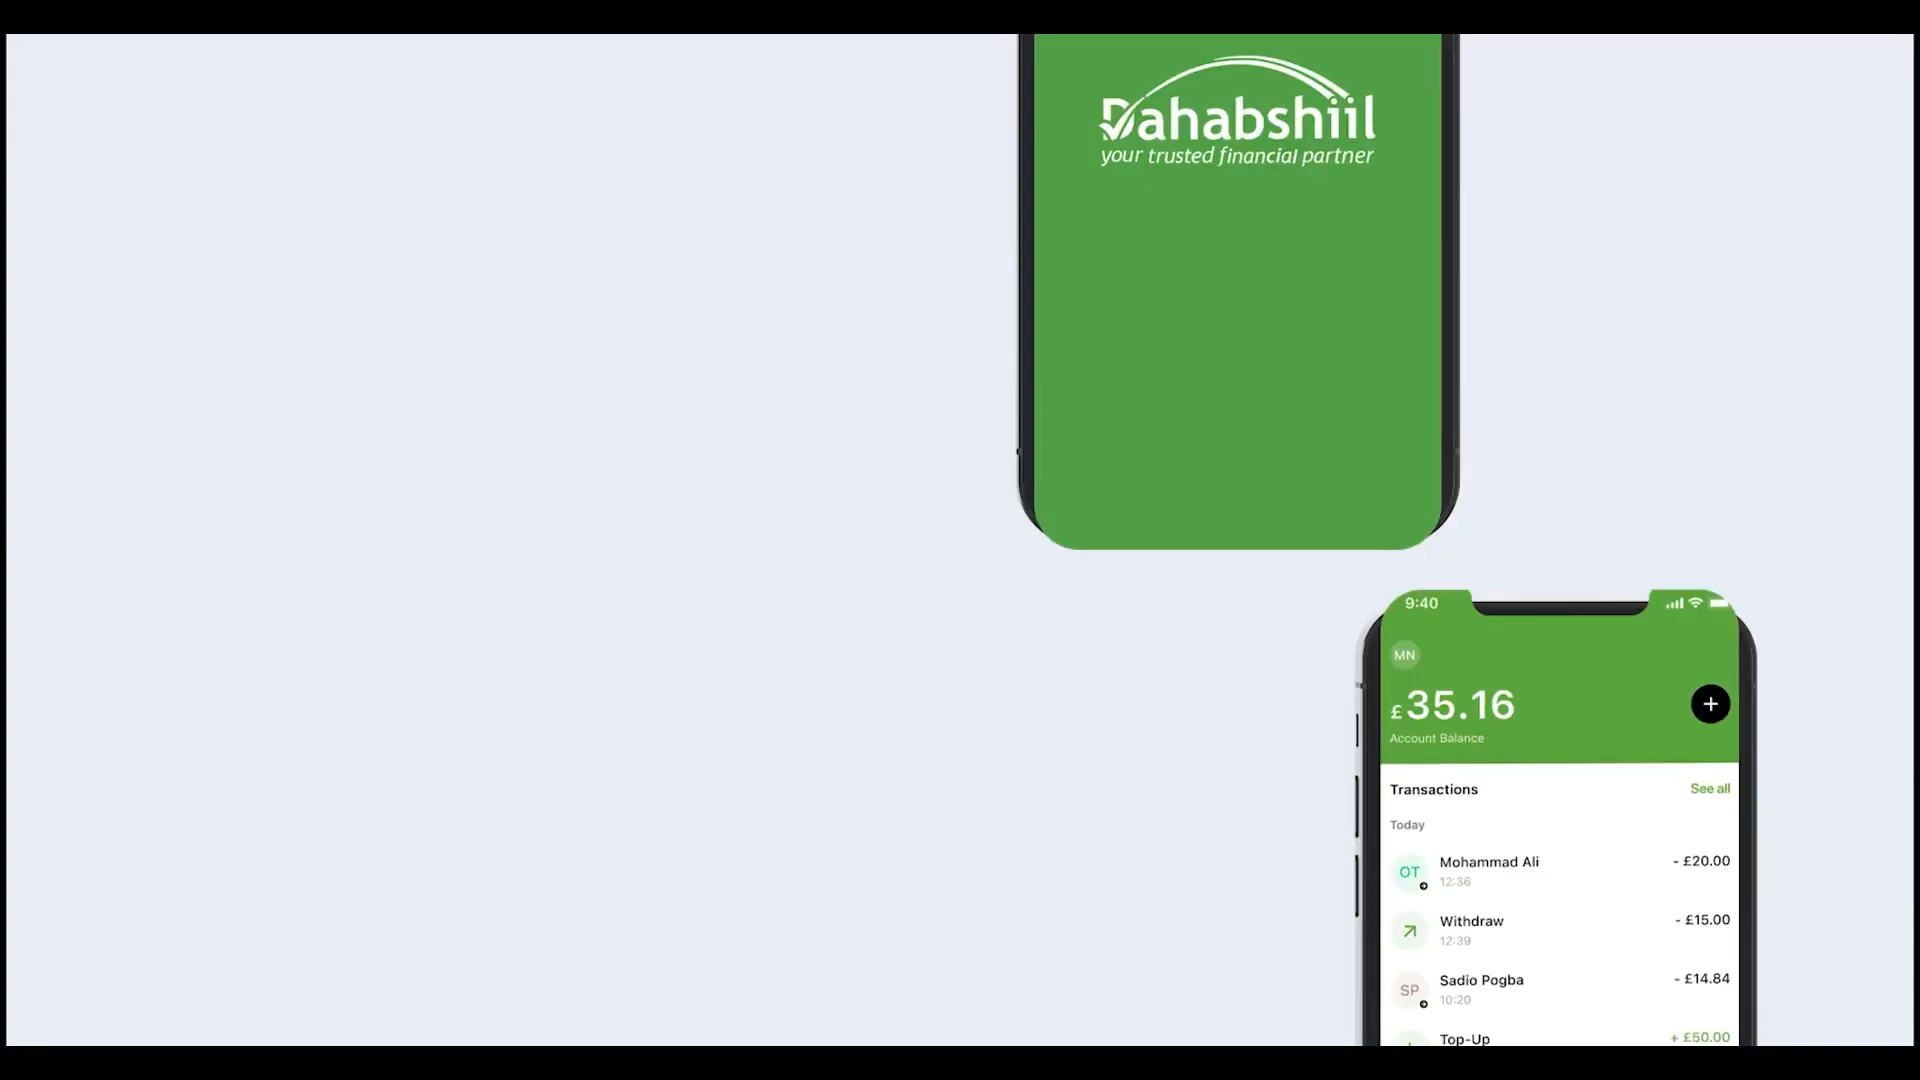 Dahabshiil
your trusted financial partner
9:40
MN
£35.16
Account Balance
Transactions See all
Today
OT Mohammad Ali - £20.00
12:36
Withdraw - £15.00
12:39
SP Sadio Pogba - £14.84
10:20
Top-Up + £50.00